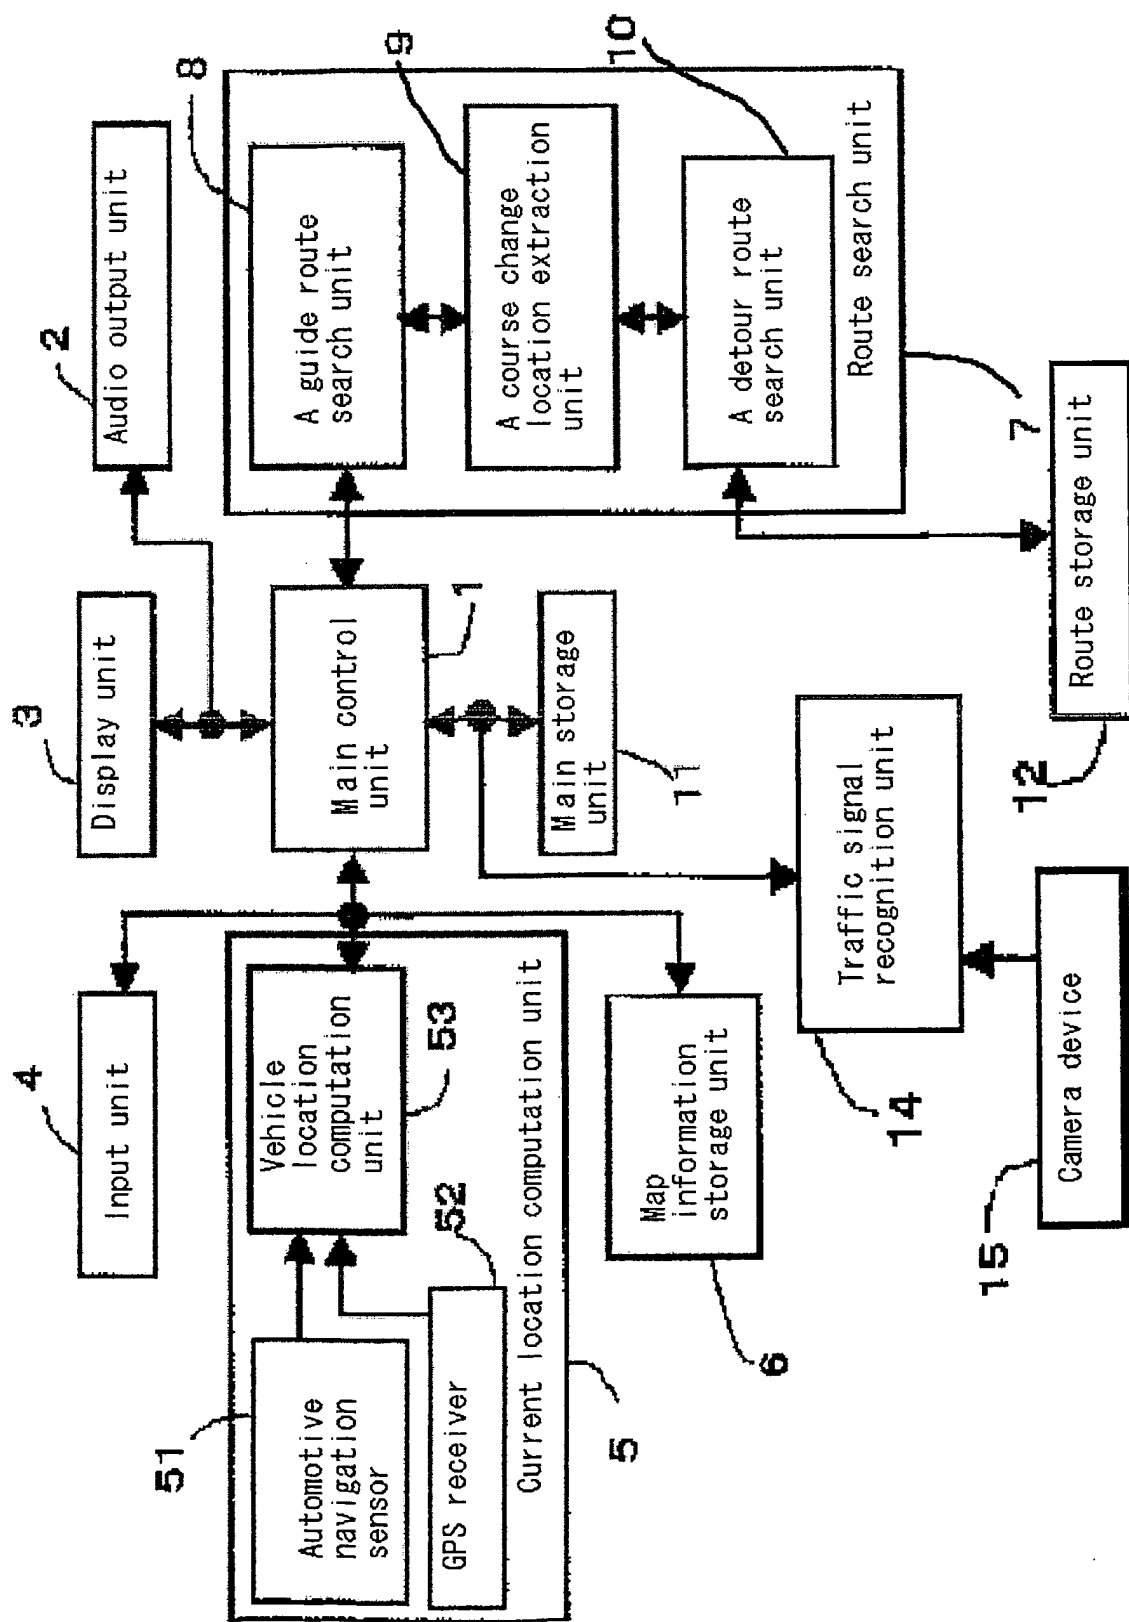 4
Input unit
3
Display unit
2
Audio output unit
51
Automotive
navigation
sensor
GPS receiver
52
Vehicle
location
computation
unit
53
Current location computation unit
5
Main control
unit
1
8
A guide route
search unit
9
A course change
location extraction
unit
10
A detour route
search unit
Route search unit
7
Map
information
storage unit
6
Main storage
unit
11
Traffic signal
recognition unit
14
Camera device
15
Route storage unit
12